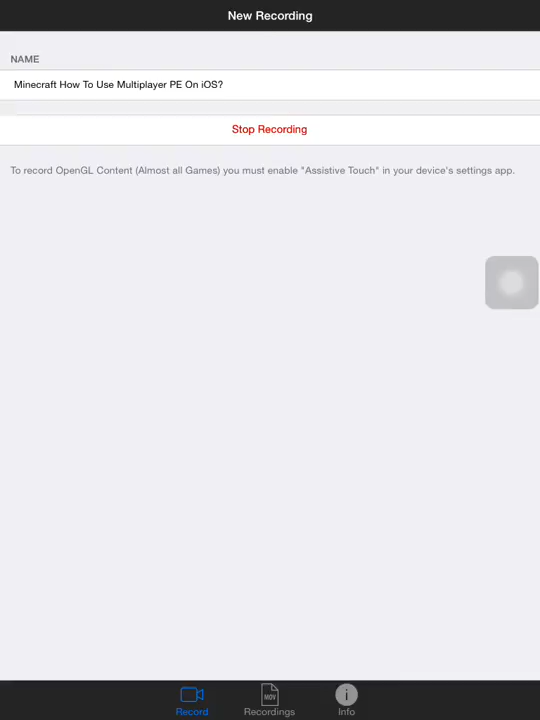 New Recording
NAME
Minecraft How To Use Multiplayer PE On iOS?
Stop Recording
To record OpenGL Content (Almost all Games) you must enable "Assistive Touch" in your device's settings app.
MOV
i
Record
Recordings
Info